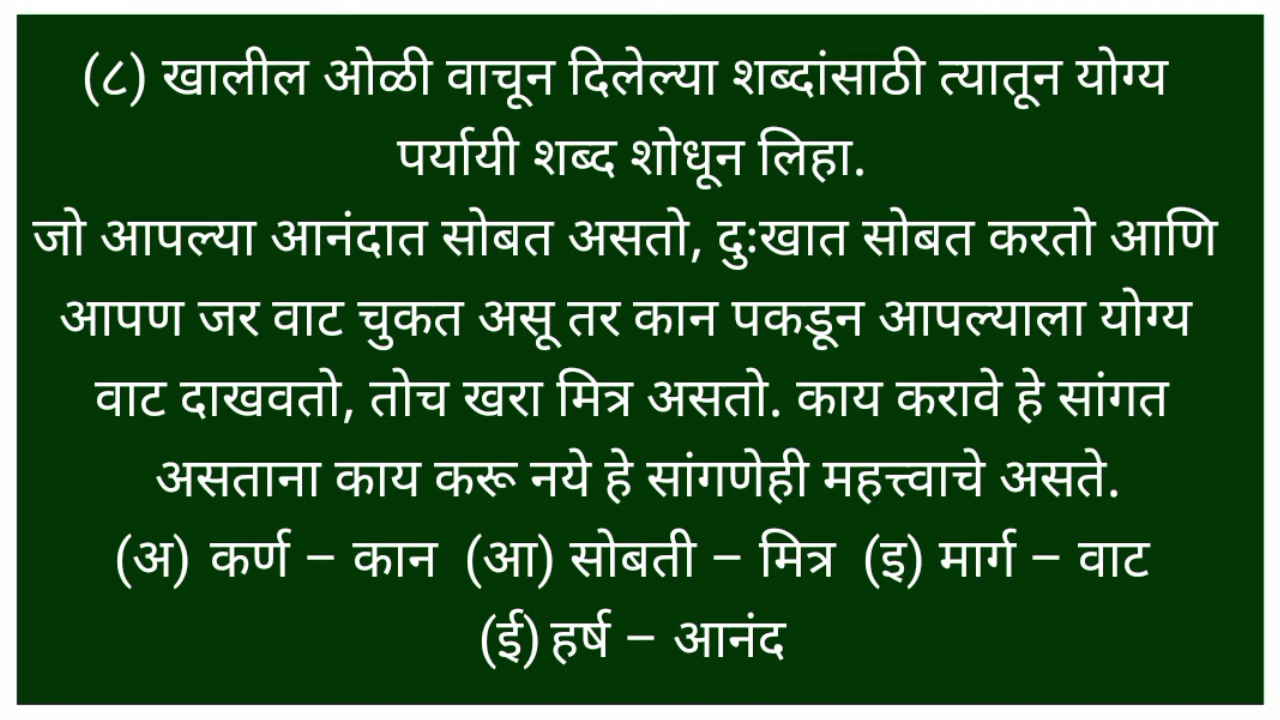 (८) खालील ओळी वाचून दिलेल्या शब्दांसाठी त्यातून योग्य
पर्यायी शब्द शोधून लिहा.
जो आपल्या आनंदात सोबत असतो, दुःखात सोबत करतो आणि
आपण जर वाट चुकत असू तर कान पकडून आपल्याला योग्य
वाट दाखवतो, तोच खरा मित्र असतो. काय करावे हे सांगत
असताना काय करू नये हे सांगणेही महत्त्वाचे असते.
(अ) कर्ण – कान (आ) सोबती – मित्र (इ) मार्ग – वाट
(ई) हर्ष – आनंद